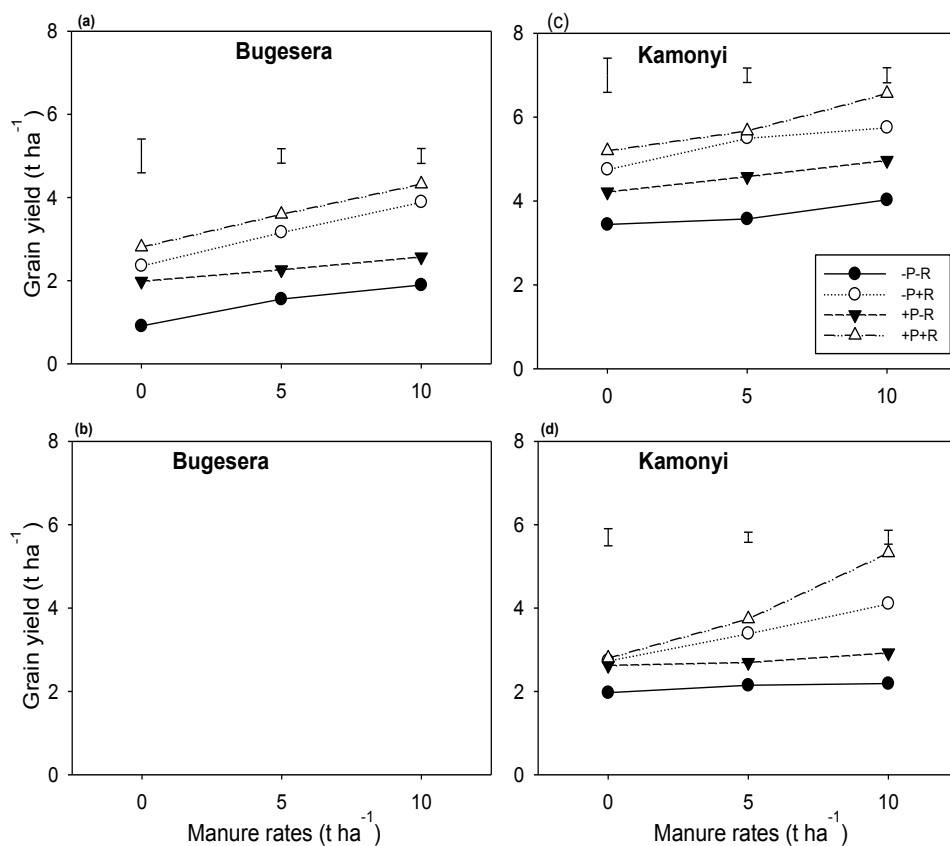 (a)
Bugesera
Grain yield (t ha-1)
8
6
4
2
0
0 5 10
(c)
Kamonyi
8
6
4
2
0
0 5 10
-P-R
-P+R
+P-R
+P+R
(b)
Bugesera
Grain yield (t ha-1)
8
6
4
2
0
0 5 10
Manure rates (t ha-1)
(d)
Kamonyi
8
6
4
2
0
0 5 10
Manure rates (t ha-1)